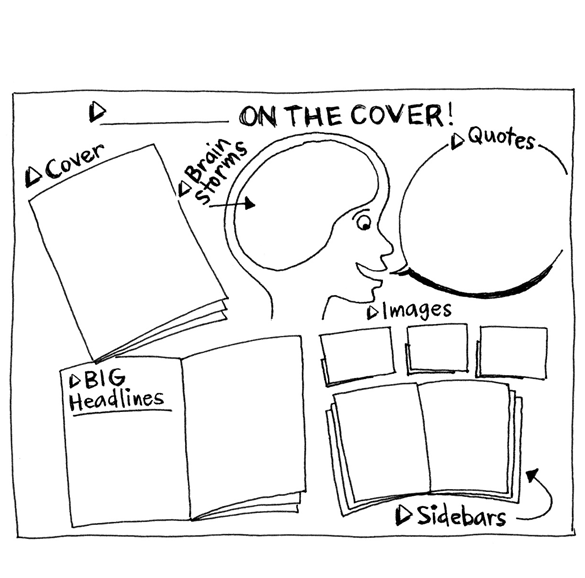 ON THE COVER!
Cover
Brain
storms
Quotes
Images
BIG
Headlines
Sidebars